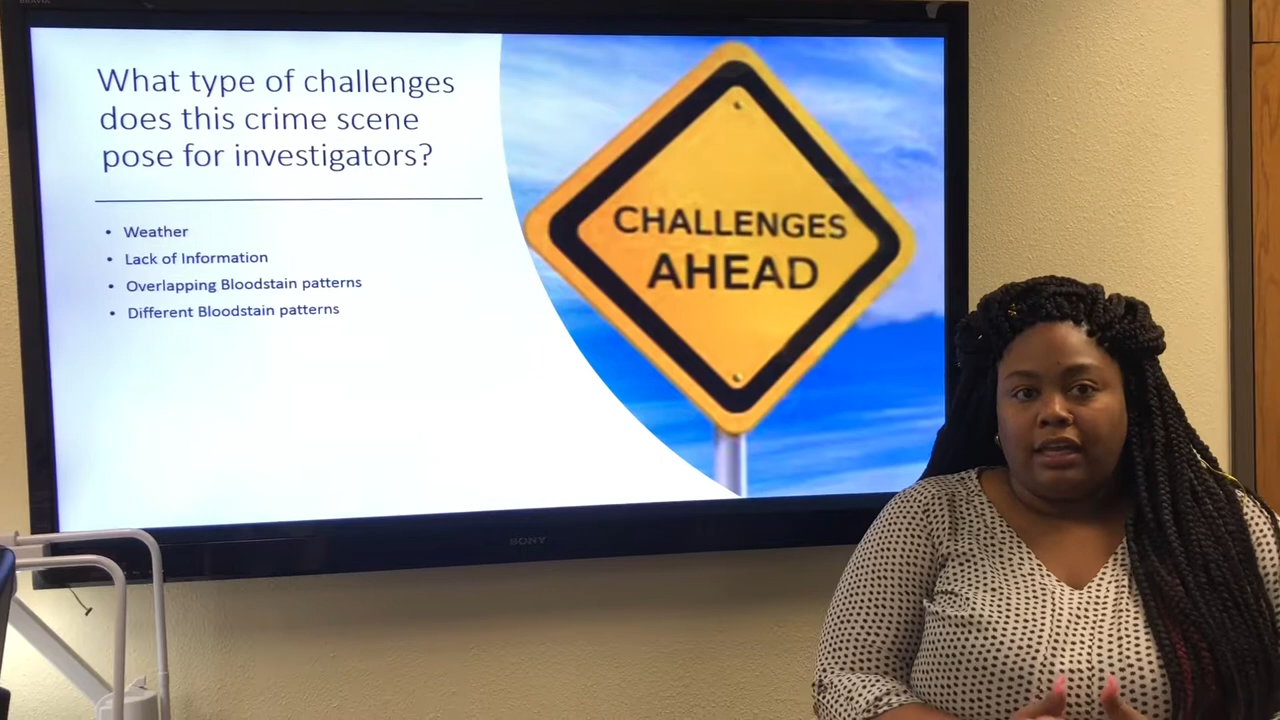 BRAVIA
What type of challenges
does this crime scene
pose for investigators?
• Weather
• Lack of Information
• Overlapping Bloodstain patterns
• Different Bloodstain patterns
CHALLENGES
AHEAD
SONY